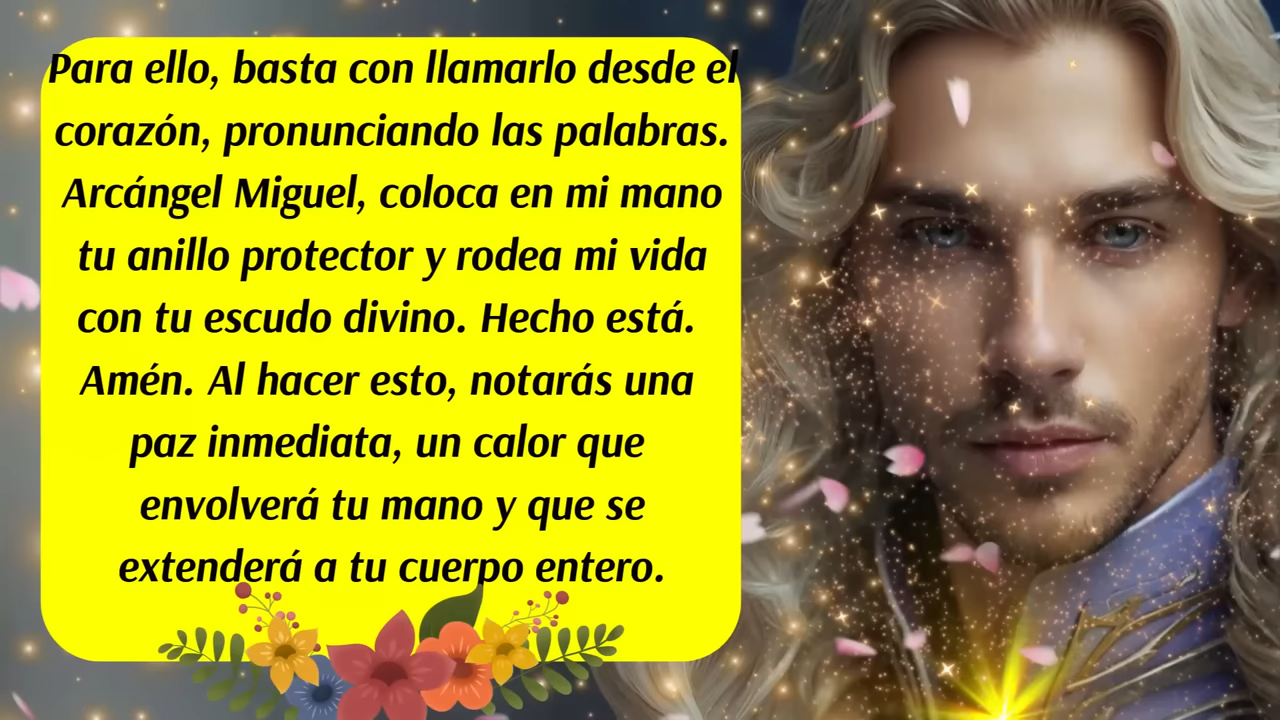 Para ello, basta con llamarlo desde el
corazón, pronunciando las palabras.
Arcángel Miguel, coloca en mi mano
tu anillo protector y rodea mi vida
con tu escudo divino. Hecho está.
Amén. Al hacer esto, notarás una
paz inmediata, un calor que
envolverá tu mano y que se
extenderá a tu cuerpo entero.